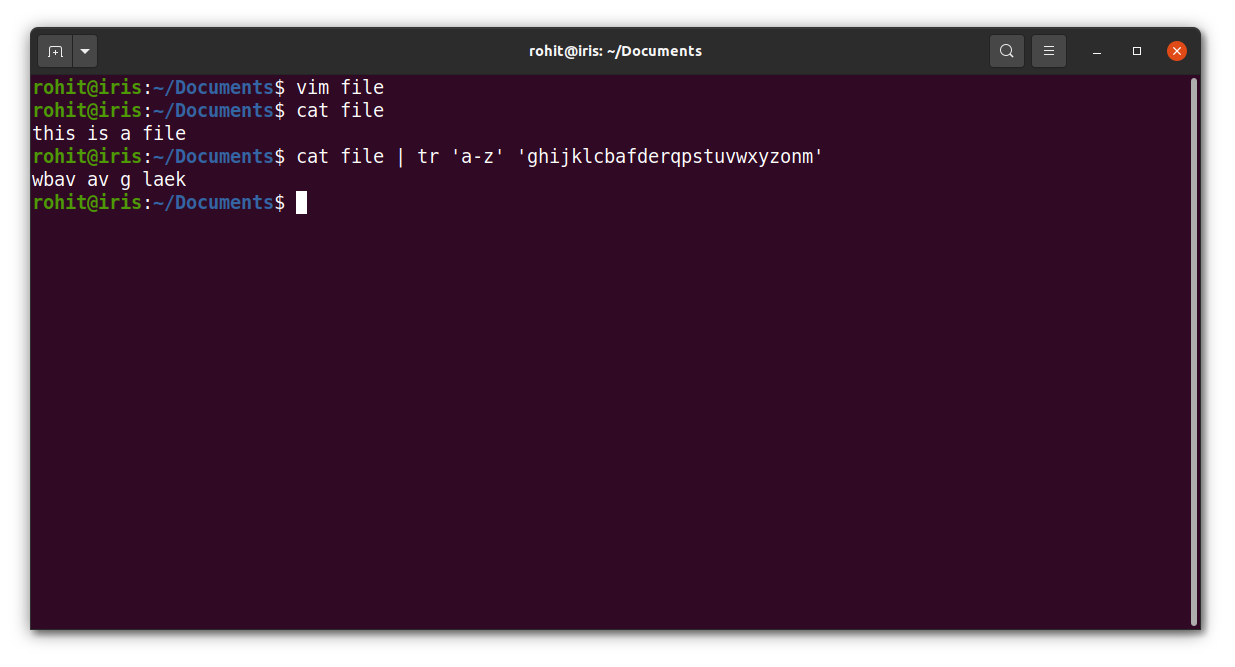 rohit@iris: ~/Documents
rohit@iris:~/Documents$ vim file
rohit@iris:~/Documents$ cat file
this is a file
rohit@iris:~/Documents$ cat file | tr 'a-z' 'ghijklcbafderqpstuvwxyzonm'
wbav av g laek
rohit@iris:~/Documents$